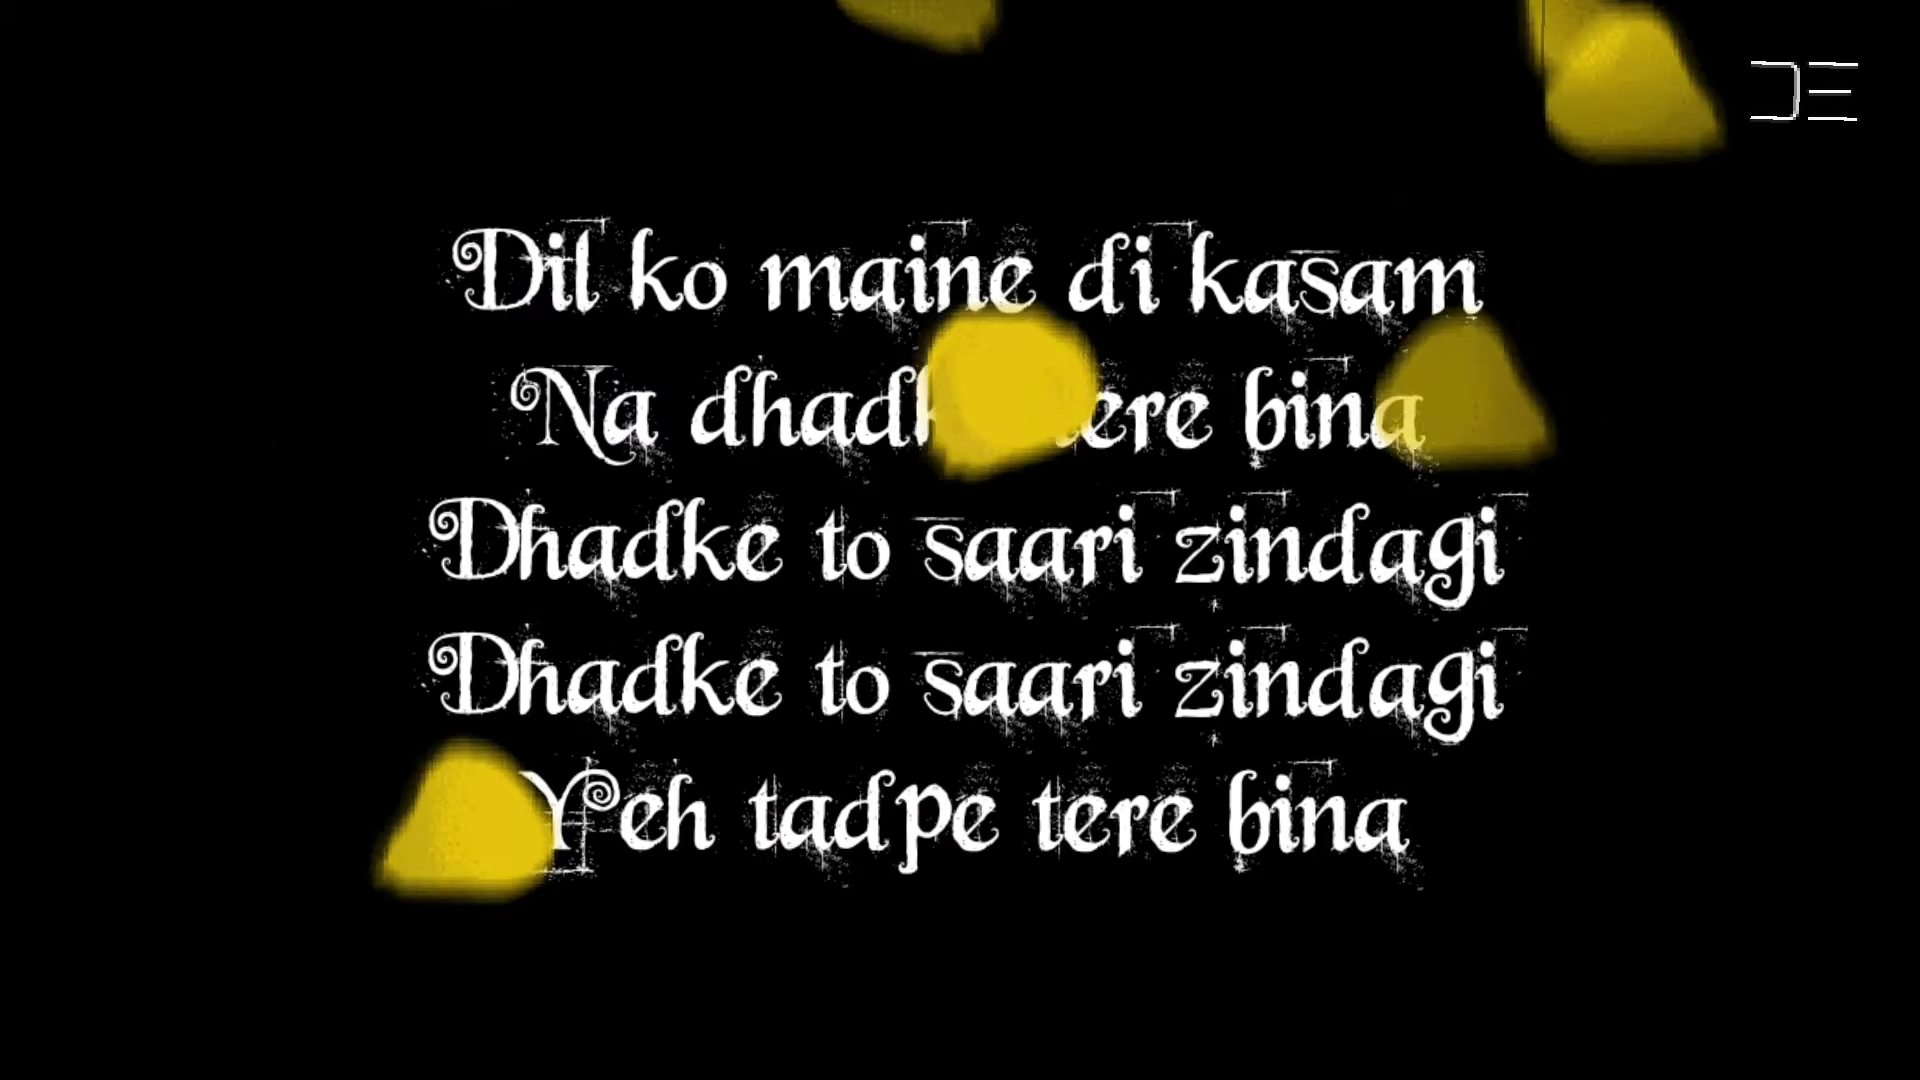 Dil ko maine di kasam
Na bina
Dhadke to saari zindagi
Dhadke to saari zindagi
Yeh tadpe tere bina